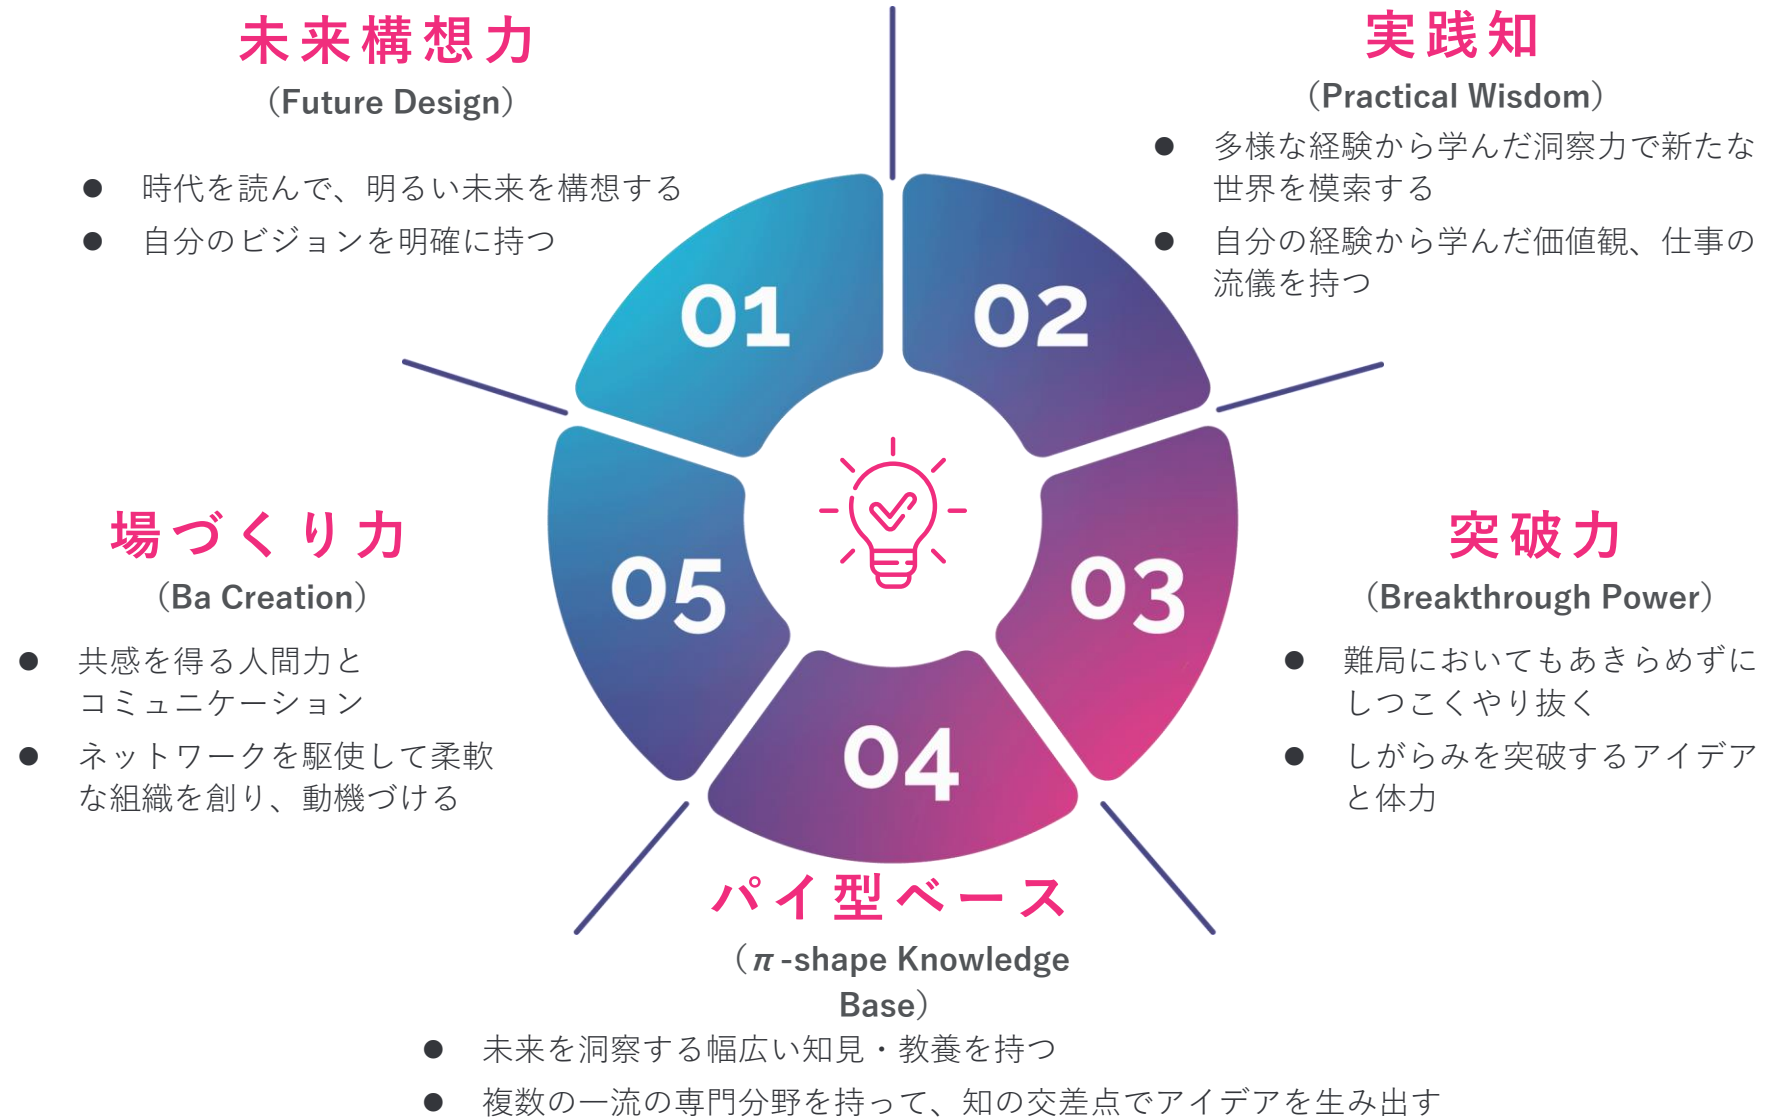 未来構想力
（Future Design）
● 時代を読んで、明るい未来を構想する
● 自分のビジョンを明確に持つ
01
実践知
（Practical Wisdom）
● 多様な経験から学んだ洞察力で新たな
世界を模索する
● 自分の経験から学んだ価値観、仕事の
流儀を持つ
02
突破力
（Breakthrough Power）
● 難局においてもあきらめずに
しつこくやり抜く
● しがらみを突破するアイデア
と体力
03
04
パイ型ベース
（π-shape Knowledge
Base）
● 未来を洞察する幅広い知見・教養を持つ
● 複数の一流の専門分野を持って、知の交差点でアイデアを生み出す
場づくり力
（Ba Creation）
● 共感を得る人間力と
コミュニケーション
● ネットワークを駆使して柔軟
な組織を創り、動機づける
05